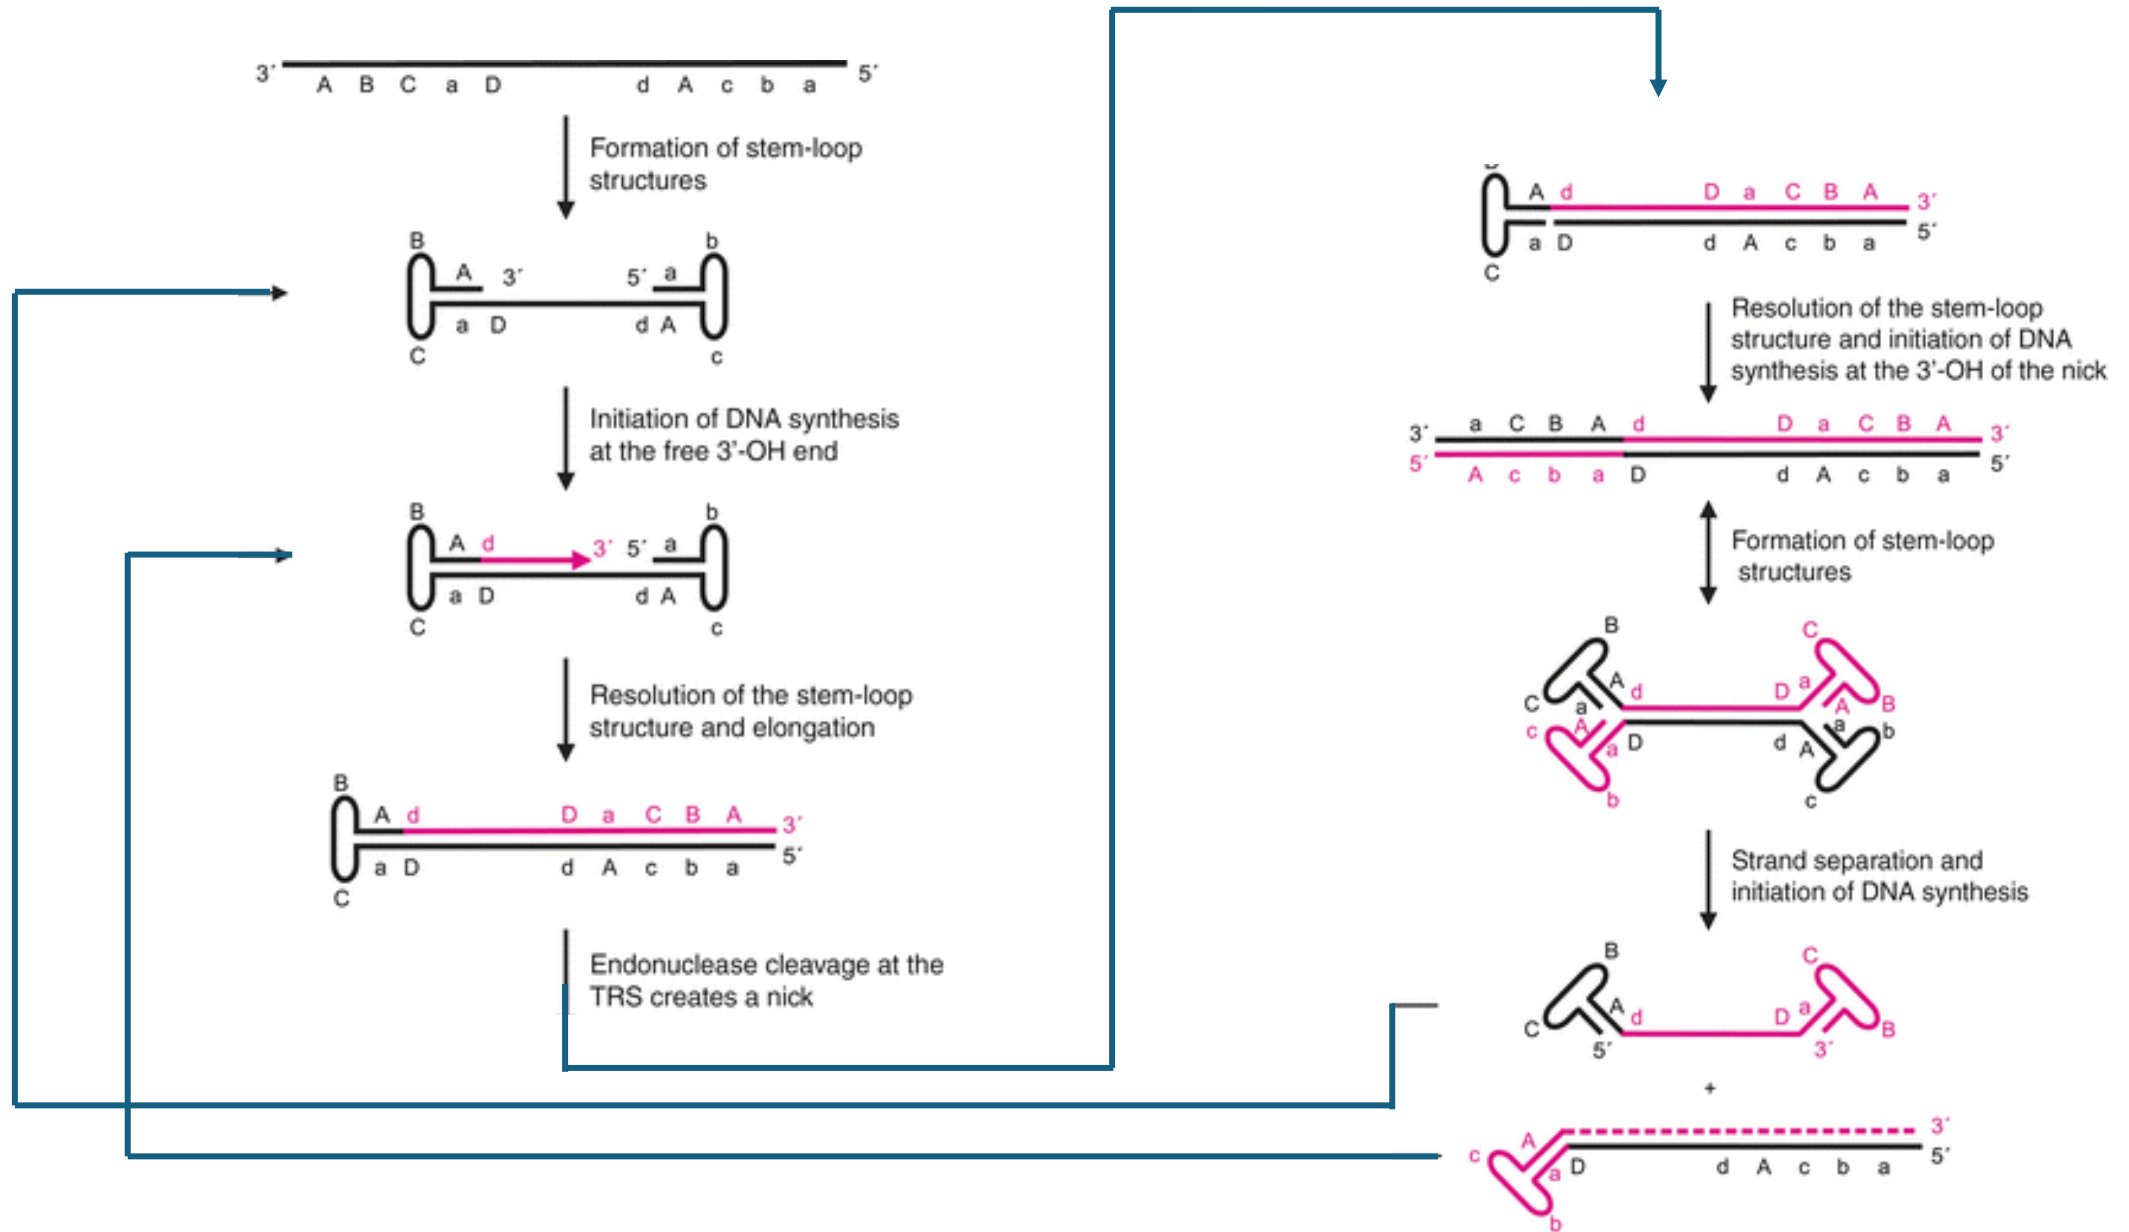 3´ 5´
A B C a D d A c b a
Formation of stem-loop
structures
B b
A 3´ 5´ a
a D d A
C c
Initiation of DNA synthesis
at the free 3'-OH end
B b
A d 3´ 5´ a
a D d A
C c
Resolution of the stem-loop
structure and elongation
B
A d D a C B A 3´
5´
a D d A c b a
C
Endonuclease cleavage at the
TRS creates a nick
A d D a C B A 3´
5´
a D d A c b a
C
Resolution of the stem-loop
structure and initiation of DNA
synthesis at the 3'-OH of the nick
a C B A d D a C B A
3´ 3´
5´ 5´
A c b a D d A c b a
Formation of stem-loop
structures
B C
A d D a
C a A B
c A a b
a D d A
b c
Strand separation and
initiation of DNA synthesis
B C
A d D a
C B
5´ 3´
+
3´
c A 5´
a D d A c b a
b